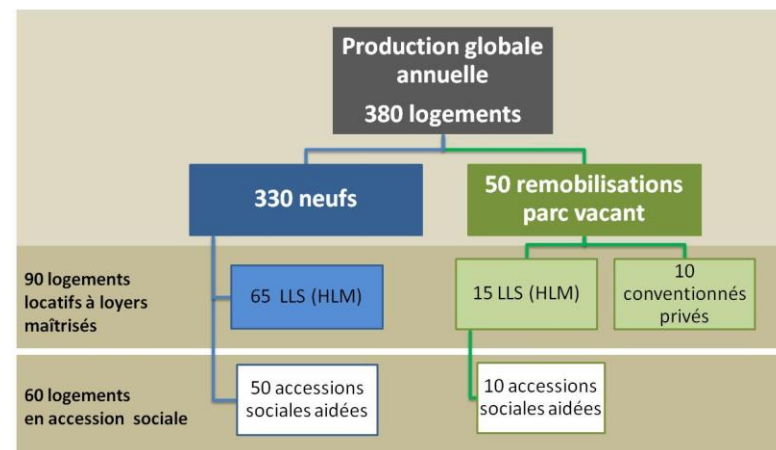 Production globale
annuelle
380 logements
330 neufs
50 remobilisations
parc vacant
90 logements
locatifs à loyers
maîtrisés
65 LLS (HLM)
15 LLS (HLM)
10
conventionnés
privés
60 logements
en accession sociale
50 accessions
sociales aidées
10 accessions
sociales aidées